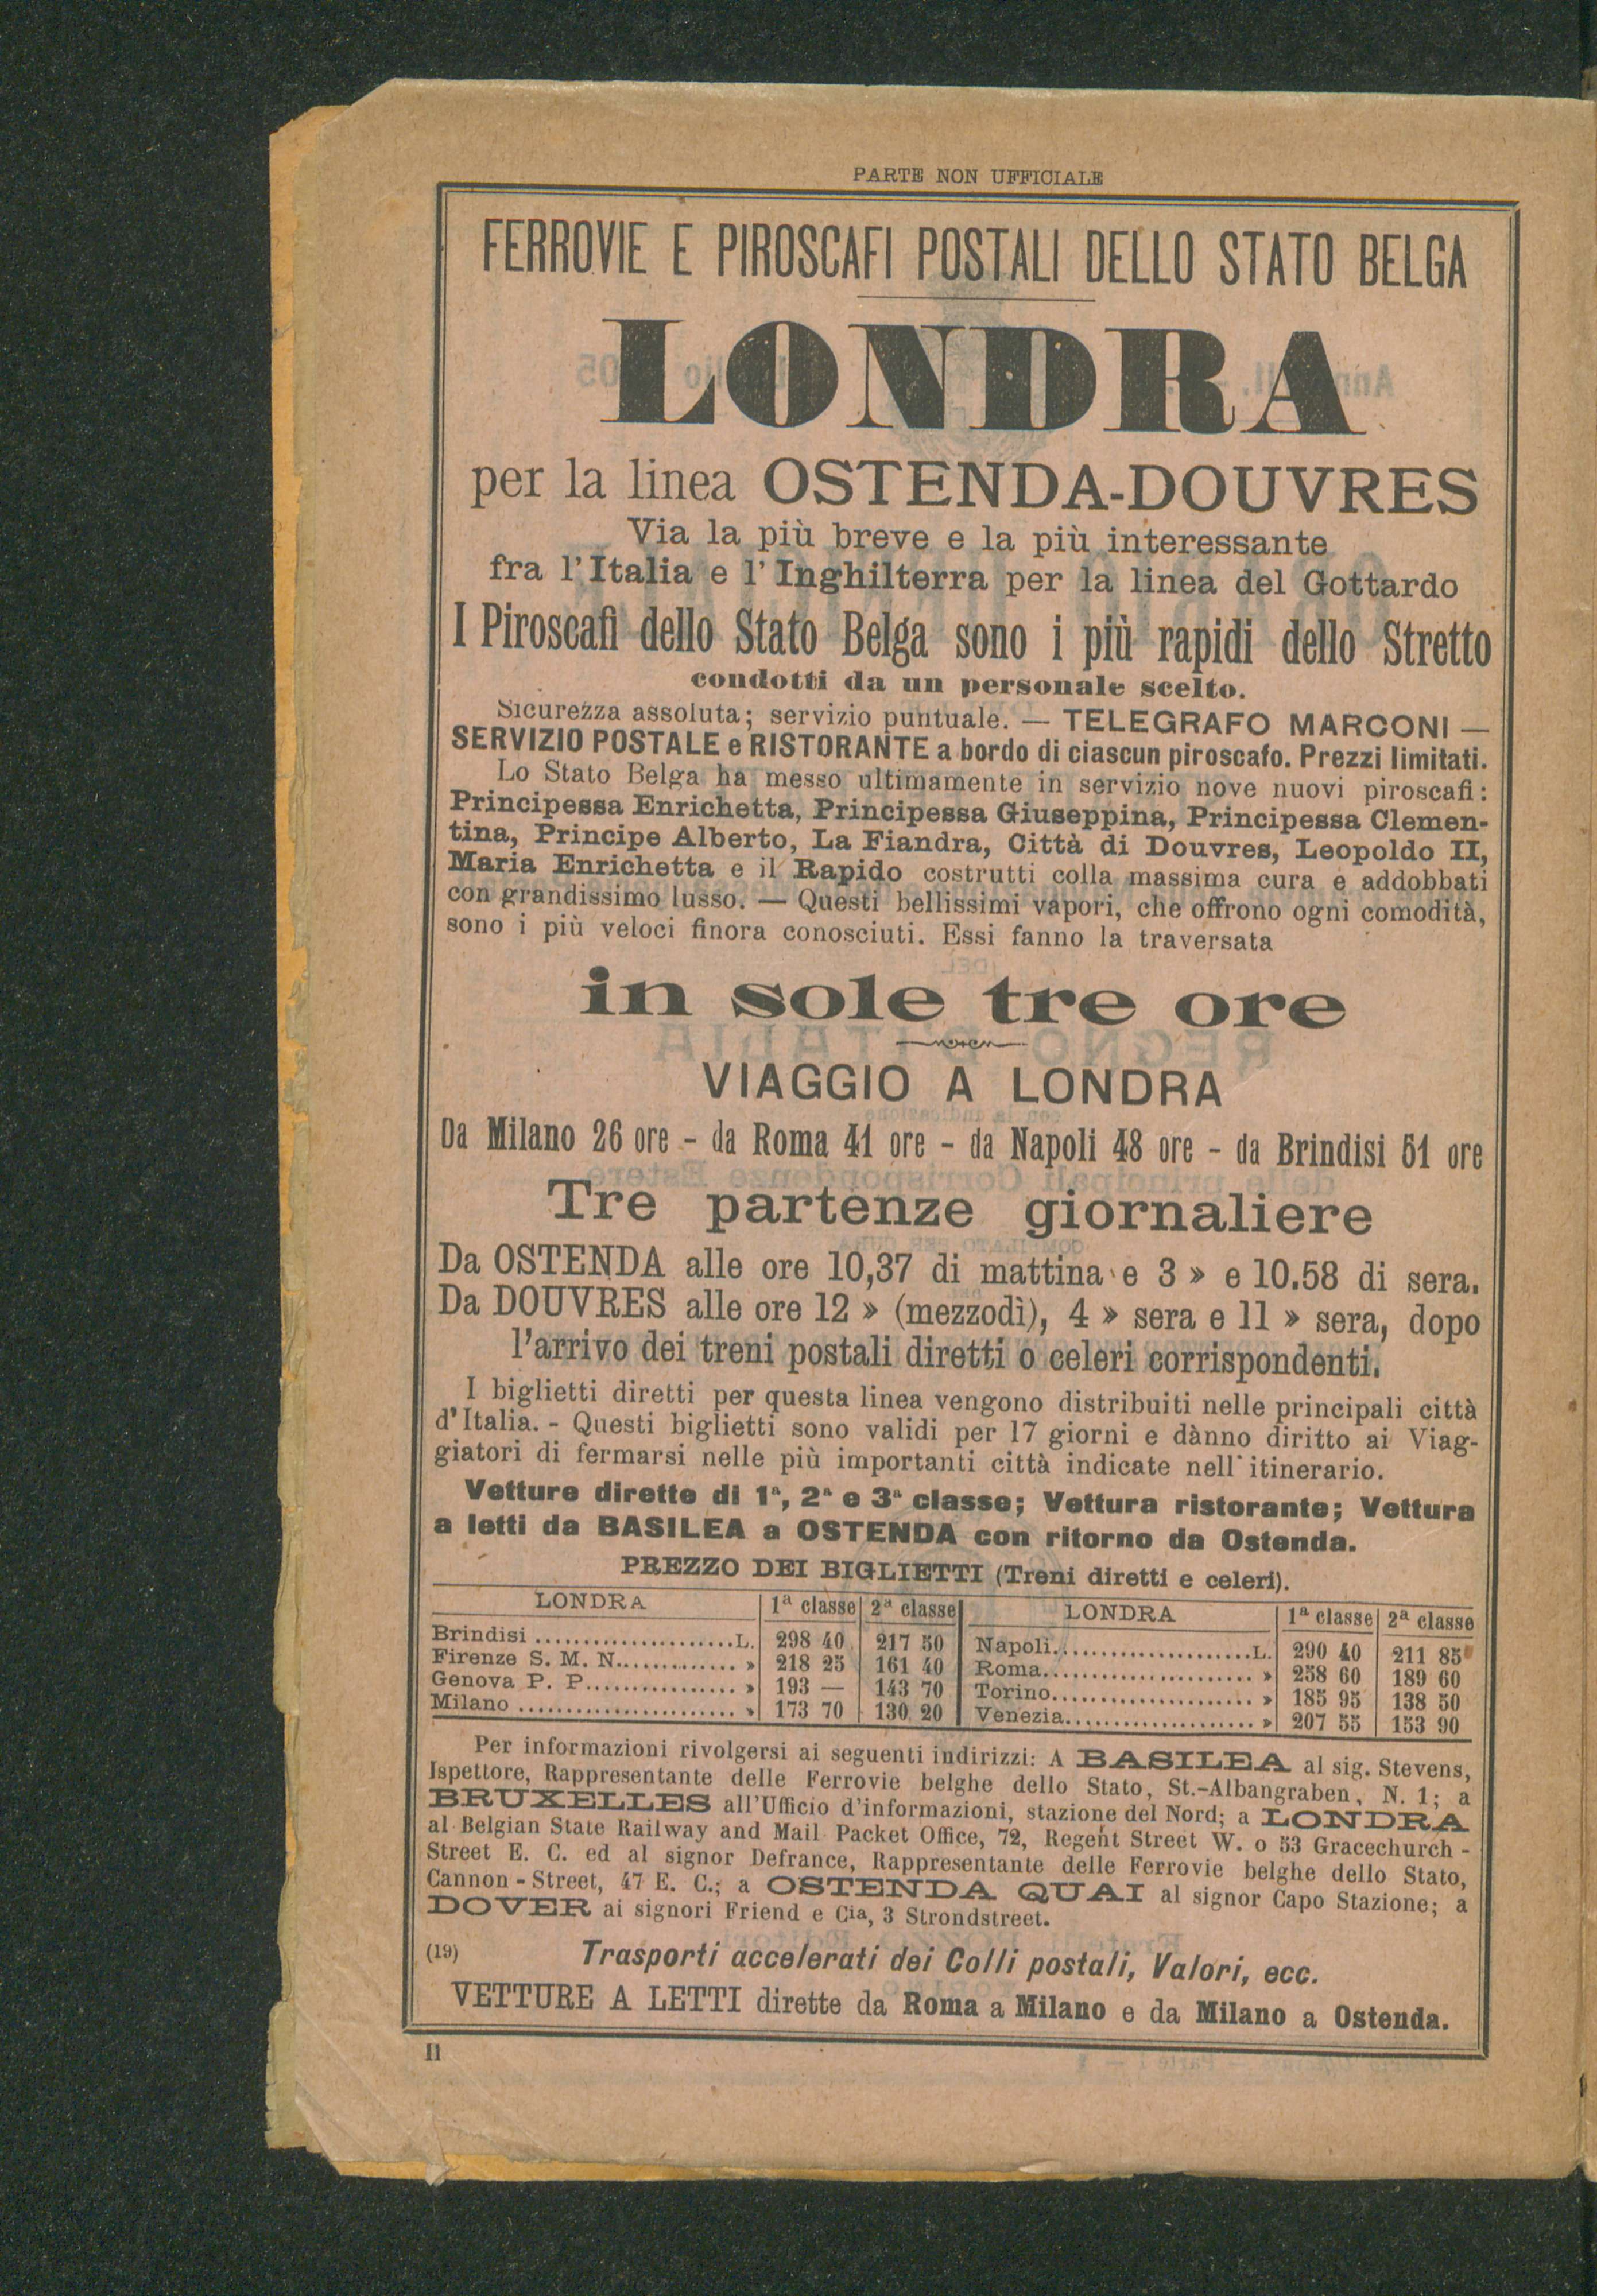 PARTE NON UFFICIALE
FERROVIE E PIROSCAFI POSTALI DELLO STATO BELGA
LONDRA
per la linea OSTENDA-DOUVRES
Via la più breve e la più interessante
fra l'Italia e l'Inghilterra per la linea del Gottardo
I Piroscafi dello Stato Belga sono i più rapidi dello Stretto
condotti da un personale scelto.
Sicurezza assoluta; servizio puntuale. — TELEGRAFO MARCONI —
SERVIZIO POSTALE e RISTORANTE a bordo di ciascun piroscafo. Prezzi limitati.
Lo Stato Belga ha messo ultimamente in servizio nove nuovi piroscafi:
Principessa Enrichetta, Principessa Giuseppina, Principessa Clemen-
tina, Principe Alberto, La Fiandra, Città di Douvres, Leopoldo II,
Maria Enrichetta e il Rapido costrutti colla massima cura e addobbati
con grandissimo lusso. — Questi bellissimi vapori, che offrono ogni comodità,
sono i più veloci finora conosciuti. Essi fanno la traversata
in sole tre ore
VIAGGIO A LONDRA
Da Milano 26 ore - da Roma 41 ore - da Napoli 48 ore - da Brindisi 51 ore
Tre partenze giornaliere
Da OSTENDA alle ore 10,37 di mattina e 3 » e 10.58 di sera.
Da DOUVRES alle ore 12 » (mezzodì), 4 » sera e 11 » sera, dopo
l'arrivo dei treni postali diretti o celeri corrispondenti.
I biglietti diretti per questa linea vengono distribuiti nelle principali città
d'Italia. - Questi biglietti sono validi per 17 giorni e dànno diritto ai Viag-
giatori di fermarsi nelle più importanti città indicate nell'itinerario.
Vetture dirette di 1ª, 2ª e 3ª classe; Vettura ristorante; Vettura
a letti da BASILEA a OSTENDA con ritorno da Ostenda.
PREZZO DEI BIGLIETTI (Treni diretti e celeri).
LONDRA 1ª classe 2ª classe LONDRA 1ª classe 2ª classe
Brindisi ..................... L. 298 40 217 50 Napoli..................... L. 290 40 211 85
Firenze S. M. N............. » 218 25 161 40 Roma..................... » 258 60 189 60
Genova P. P................ » 193 — 143 70 Torino..................... » 185 95 138 50
Milano ....................... » 173 70 130 20 Venezia.................... » 207 55 153 90
Per informazioni rivolgersi ai seguenti indirizzi: A BASILEA al sig. Stevens,
Ispettore, Rappresentante delle Ferrovie belghe dello Stato, St.-Albangraben, N. 1; a
BRUXELLES all'Ufficio d'informazioni, stazione del Nord; a LONDRA
al Belgian State Railway and Mail Packet Office, 72, Regent Street W. o 53 Gracechurch-
Street E. C. ed al signor Defrance, Rappresentante delle Ferrovie belghe dello Stato,
Cannon-Street, 47 E. C.; a OSTENDA QUAI al signor Capo Stazione; a
DOVER ai signori Friend e Cia, 3 Strondstreet.
(19) Trasporti accelerati dei Colli postali, Valori, ecc.
VETTURE A LETTI dirette da Roma a Milano e da Milano a Ostenda.
II